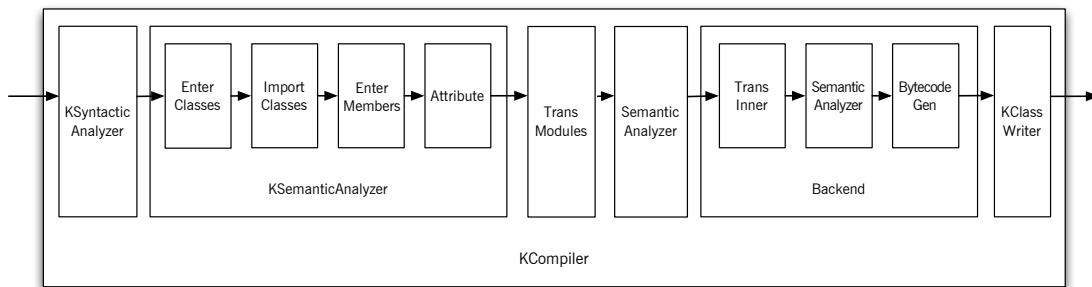 KSyntactic
Analyzer
Enter
Classes
Import
Classes
Enter
Members
Attribute
KSemanticAnalyzer
Trans
Modules
Semantic
Analyzer
Trans
Inner
Semantic
Analyzer
Bytecode
Gen
Backend
KClass
Writer
KCompiler